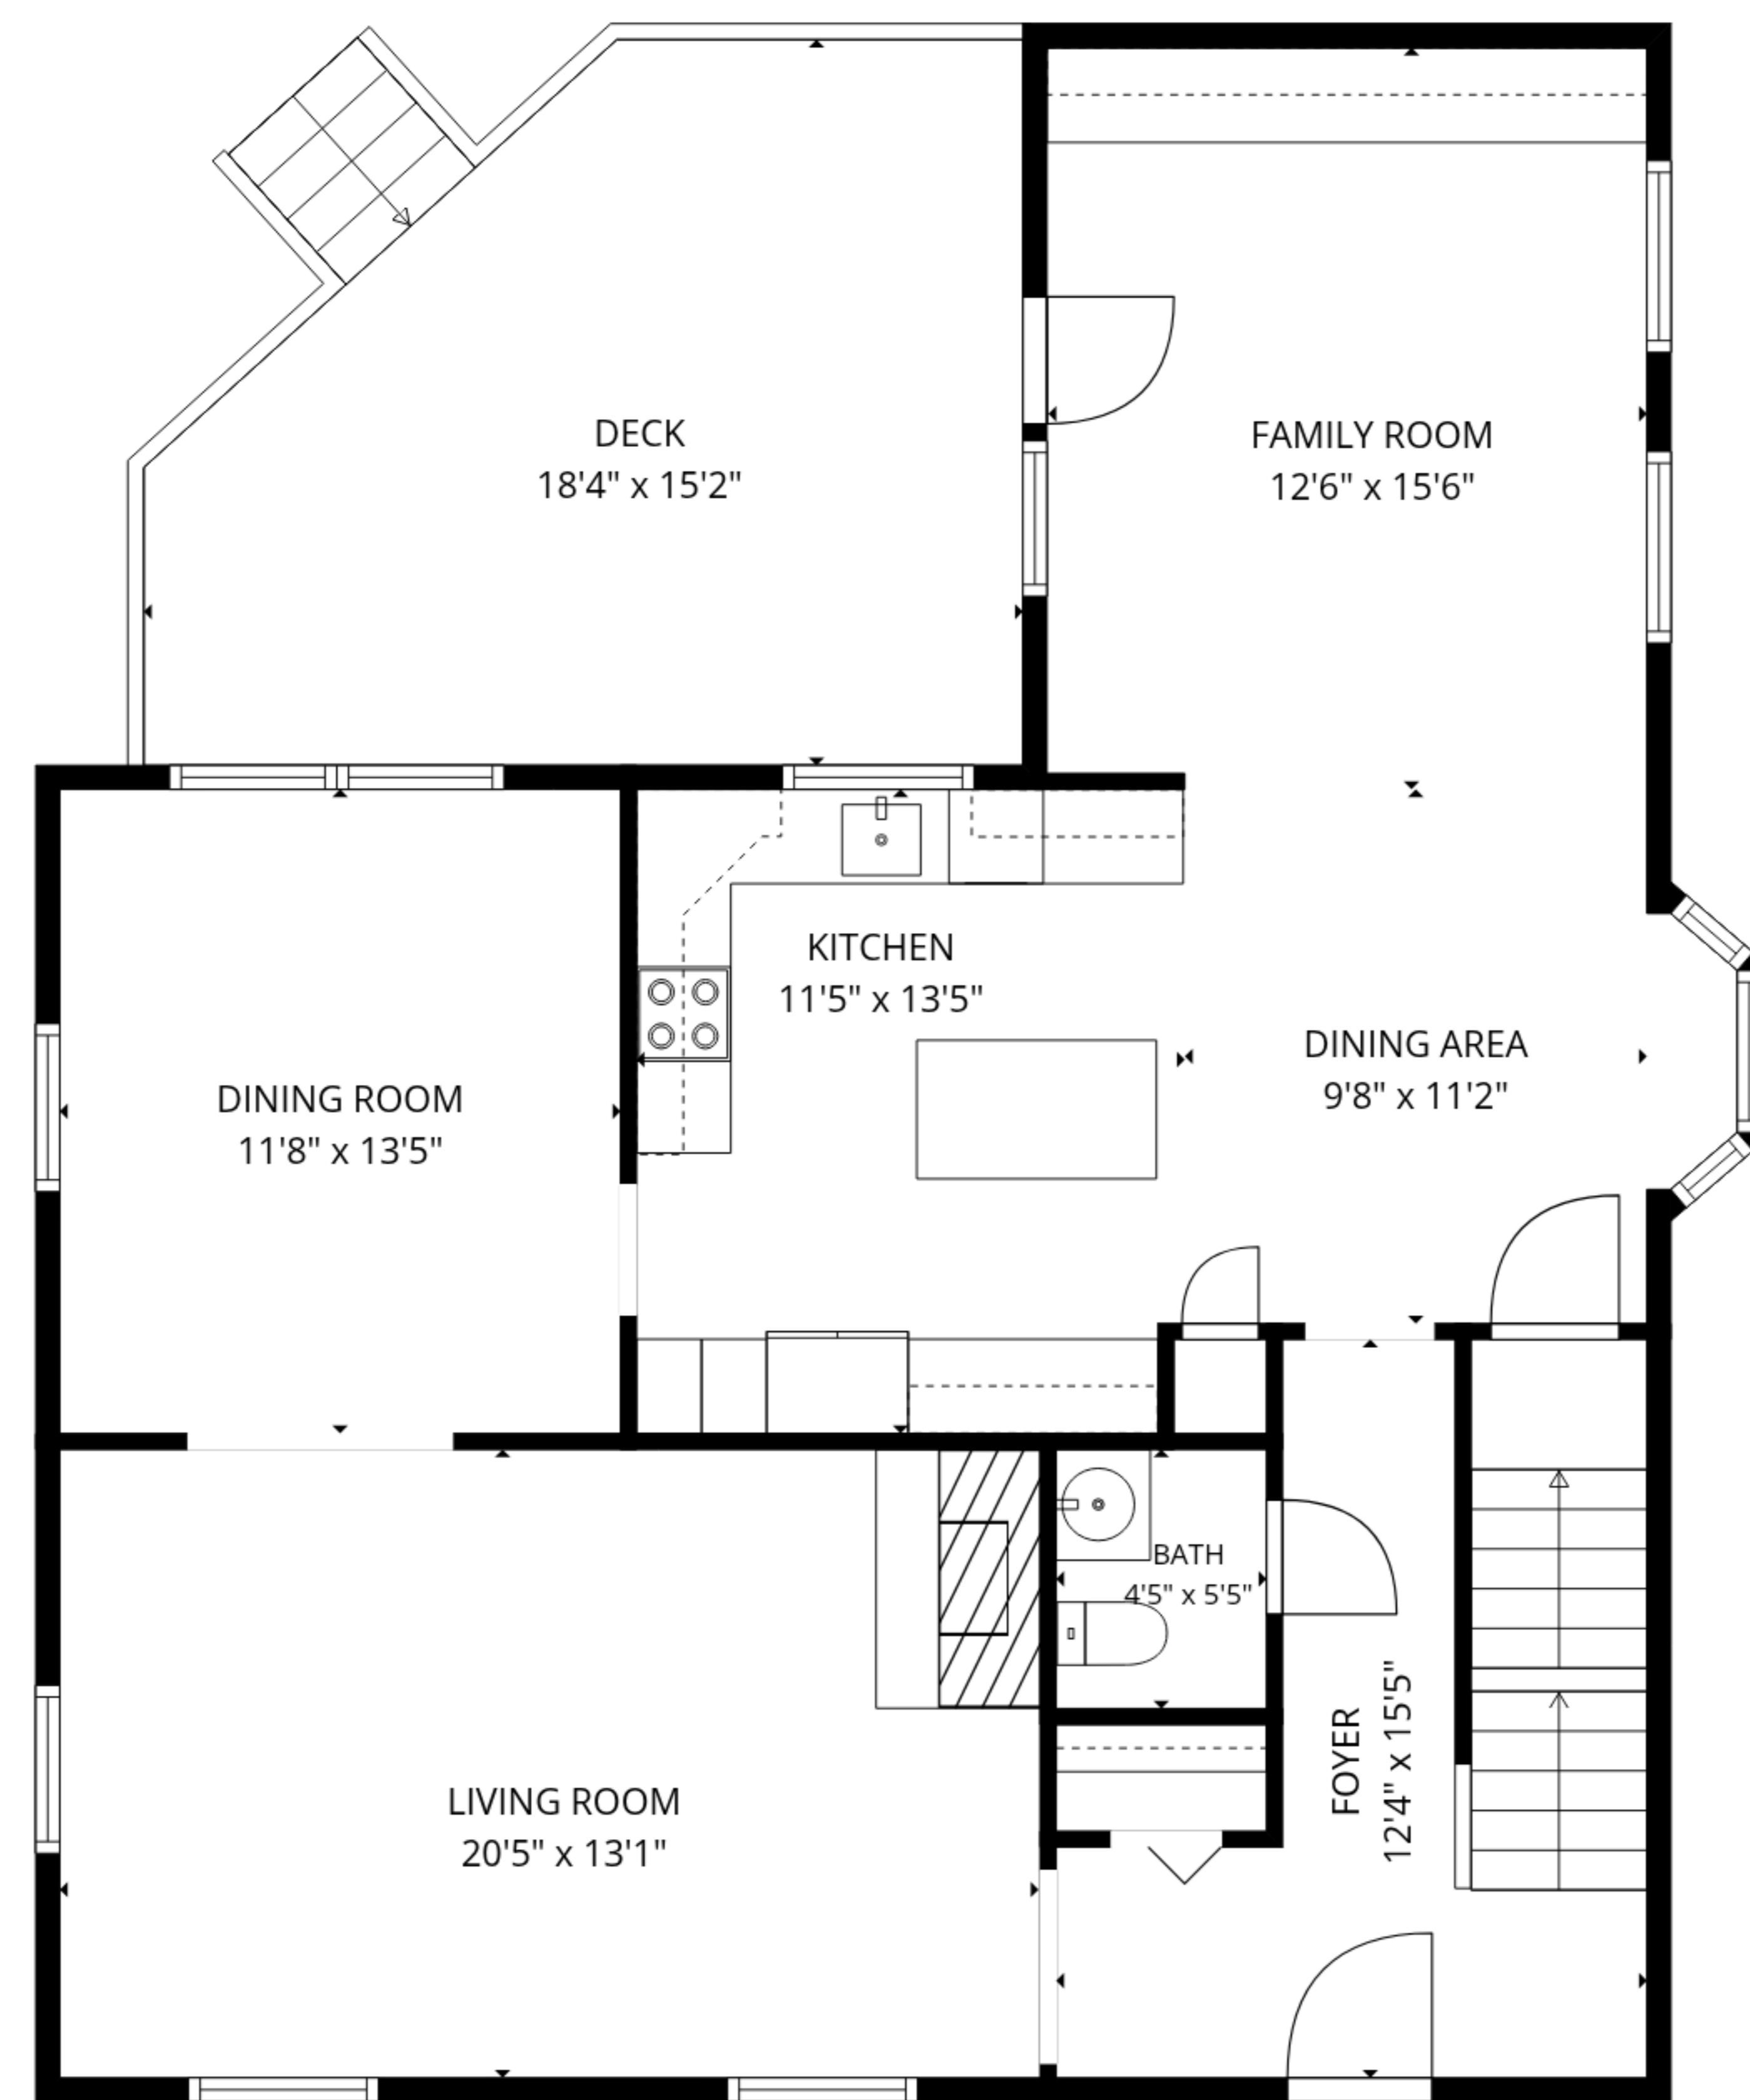 DECK
18'4" x 15'2"
FAMILY ROOM
12'6" x 15'6"
KITCHEN
11'5" x 13'5"
DINING AREA
9'8" x 11'2"
DINING ROOM
11'8" x 13'5"
BATH
4'5" x 5'5"
FOYER
12'4" x 15'5"
LIVING ROOM
20'5" x 13'1"